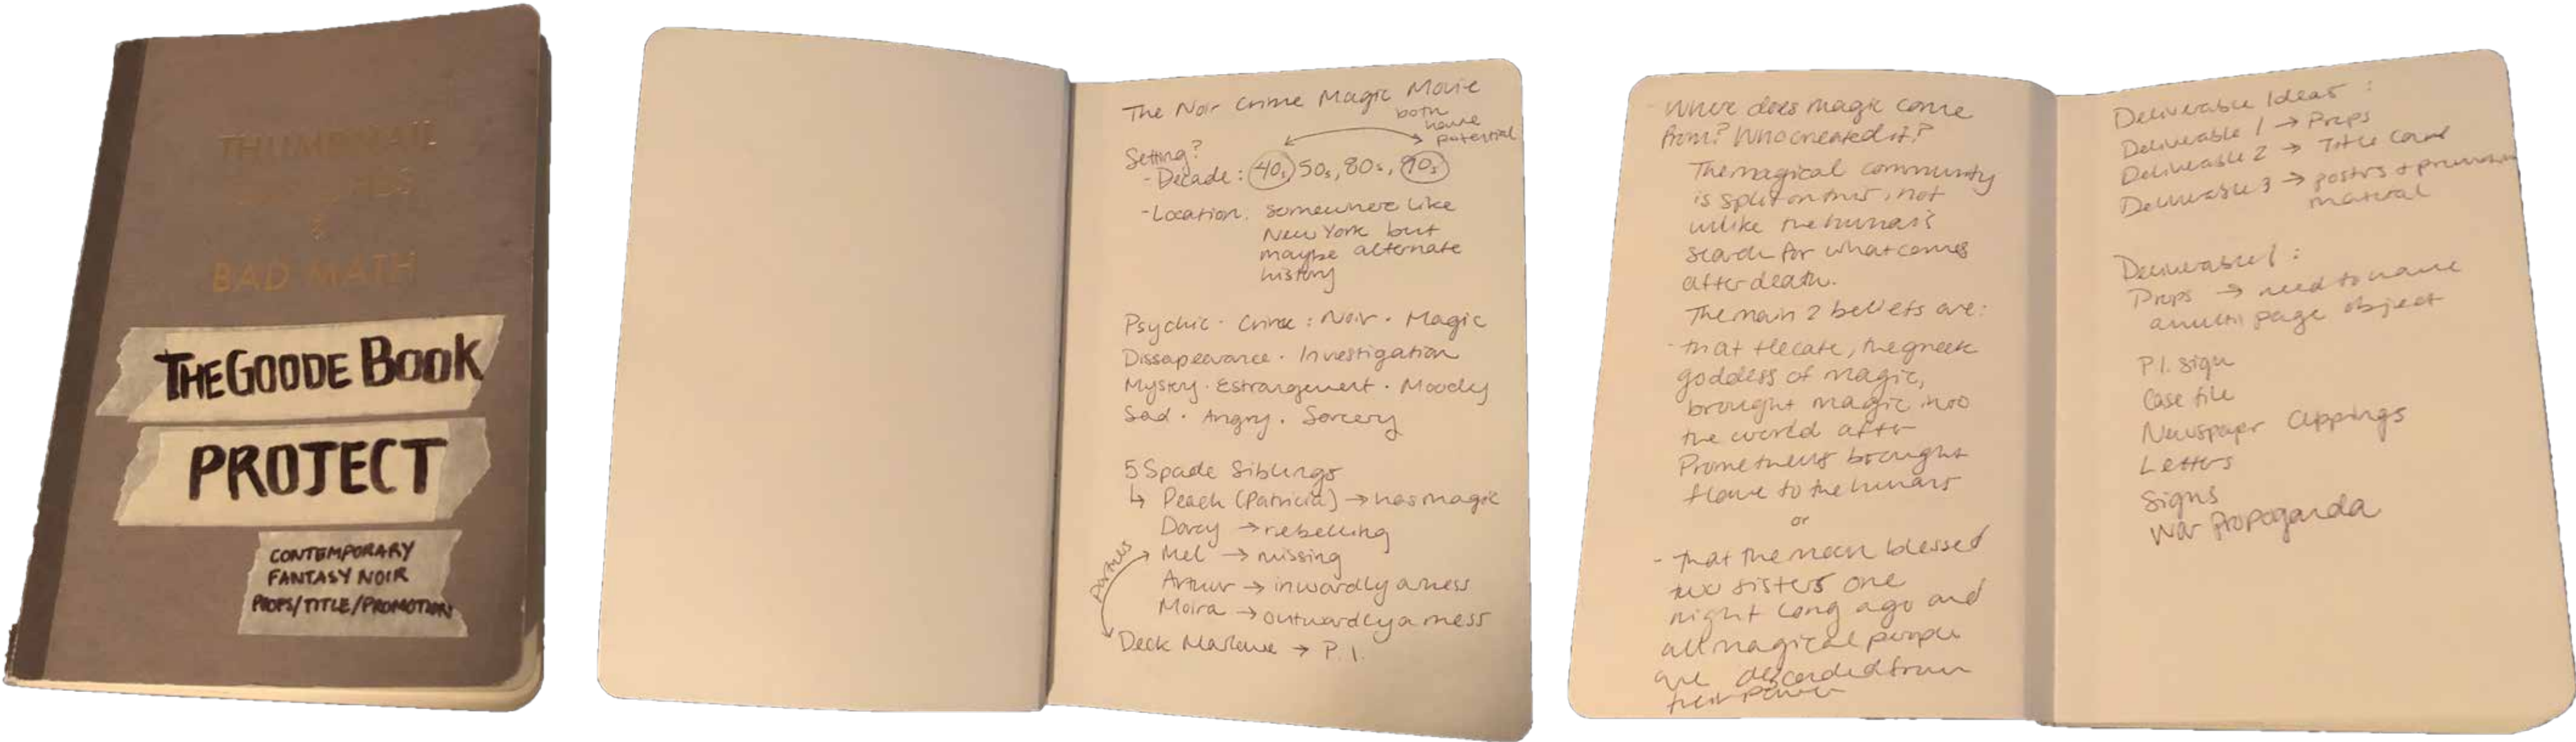 THUMBNAIL
&
BAD MATH
THE GOODE BOOK
PROJECT
CONTEMPORARY
FANTASY NOIR
PROPS/TITLE/PROMOTION
The Noir Crime Magic Movie
both
have
potential
Setting?
- Decade: 40s, 50s, 80s, 90s
- Location: somewhere like
New York but
maybe alternate
history
Psychic · Crime : Noir · Magic
Dissapearance · Investigation
Mystery · Estrangement · Moody
Sad · Angry · Sorcery
5 Spade Siblings
↳ Peach (Patricia) → has magic
Darcy → rebelling
Mel → missing
Arthur → inwardly a mess
Moira → outwardly a mess
Partners
Deck Marlowe → P.I.
- Where does magic come
from? Who created it?
The magical community
is split on this, not
unlike the human's
search for what comes
after death.
The main 2 beliefs are:
- that Hecate, the greek
goddess of magic,
brought magic into
the world after
Prometheus brought
flame to the humans
or
- that the moon blessed
two sisters one
night long ago and
all magical people
are descended from
their power
Deliverable Ideas:
Deliverable 1 → Props
Deliverable 2 → Title Card
Deliverable 3 → posters + promotion
material
Deliverable 1:
Props → need to have
a multi page object
P.I. sign
Case file
Newspaper Clippings
Letters
Signs
War Propoganda